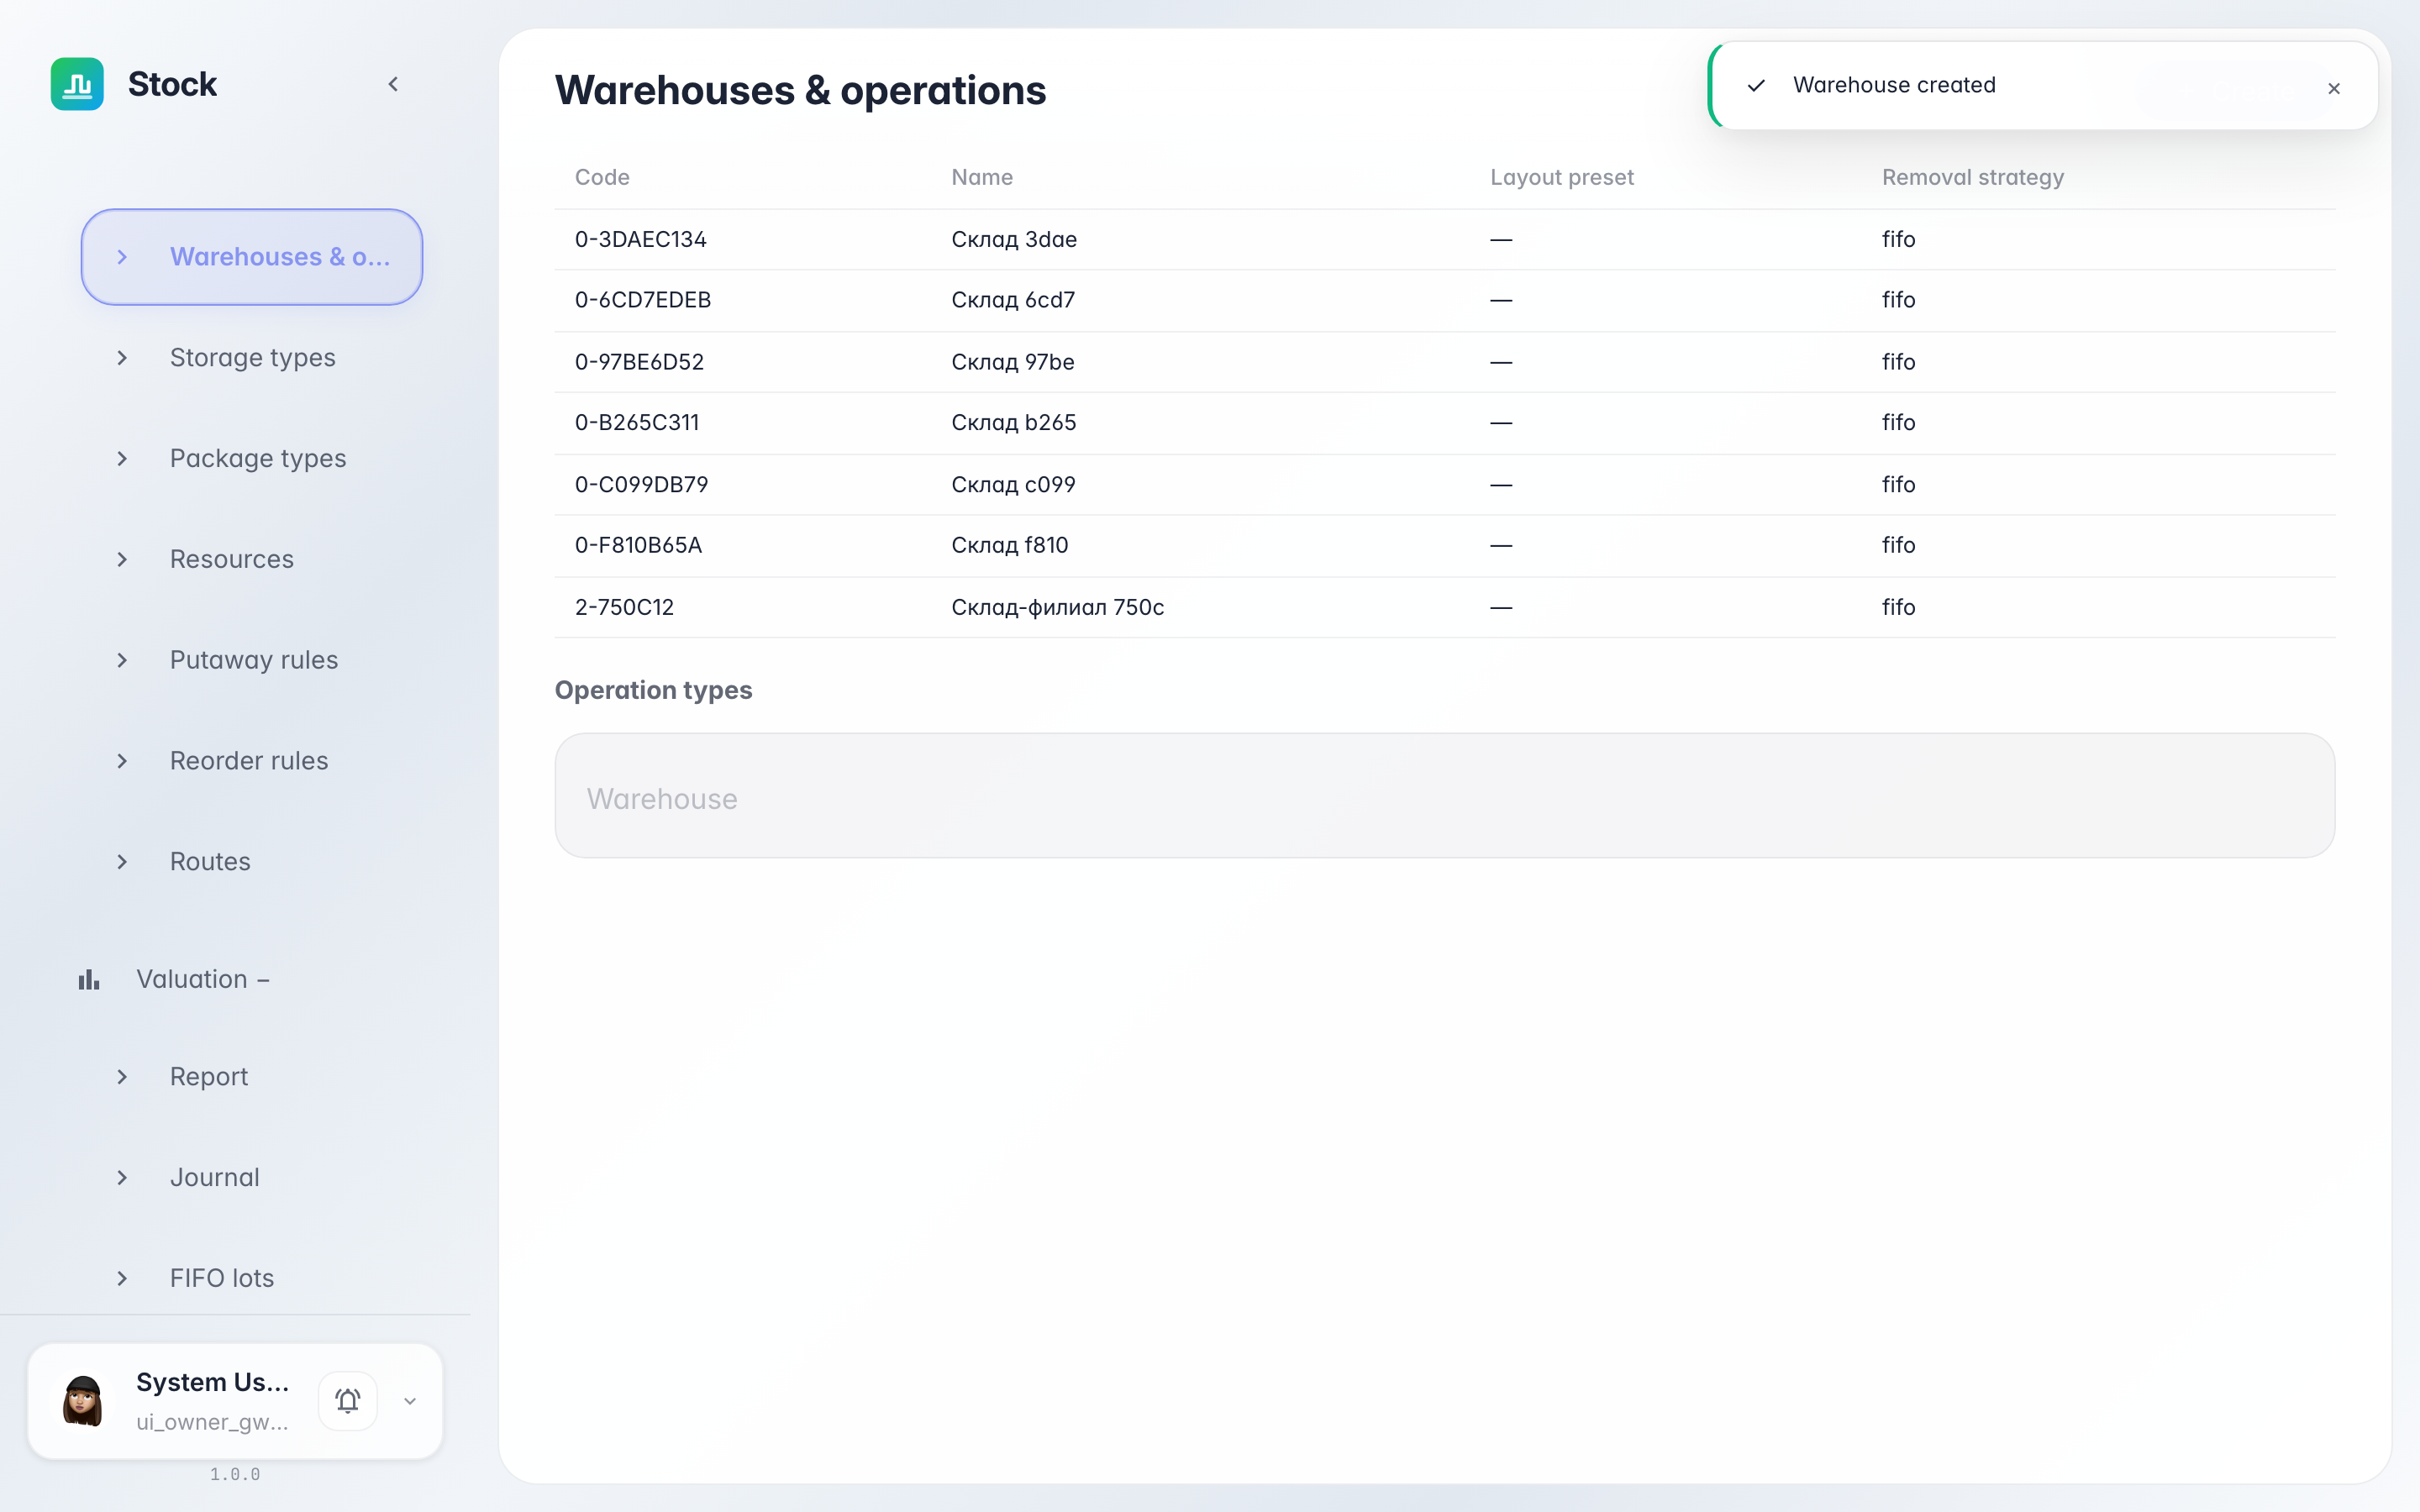 Stock
Warehouses & o...
Storage types
Package types
Resources
Putaway rules
Reorder rules
Routes
Valuation –
Report
Journal
FIFO lots
System Us...
ui_owner_gw...
1.0.0
Warehouses & operations
Warehouse created
Code Name Layout preset Removal strategy
0-3DAEC134 Склад 3dae — fifo
0-6CD7EDEB Склад 6cd7 — fifo
0-97BE6D52 Склад 97be — fifo
0-B265C311 Склад b265 — fifo
0-C099DB79 Склад c099 — fifo
0-F810B65A Склад f810 — fifo
2-750C12 Склад-филиал 750c — fifo
Operation types
Warehouse